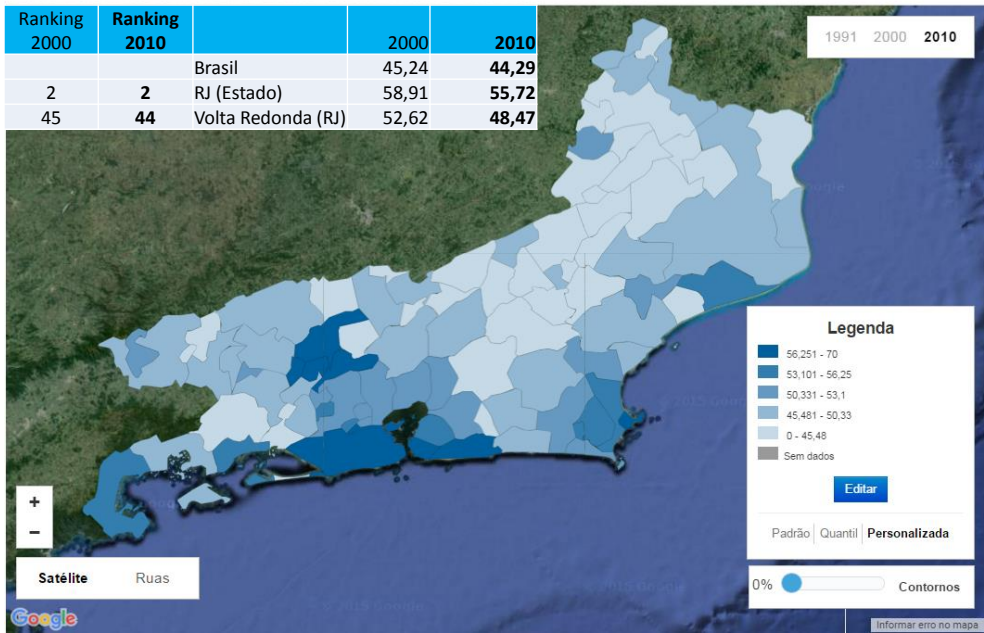 Ranking Ranking
2000 2010 2000 2010
Brasil 45,24 44,29
2 2 RJ (Estado) 58,91 55,72
45 44 Volta Redonda (RJ) 52,62 48,47
1991 2000 2010
Legenda
56,251 - 70
53,101 - 56,25
50,331 - 53,1
45,481 - 50,33
0 - 45,48
Sem dados
Editar
Padrão Quantil Personalizada
0% Contornos
+
−
Satélite Ruas
Google
Informar erro no mapa